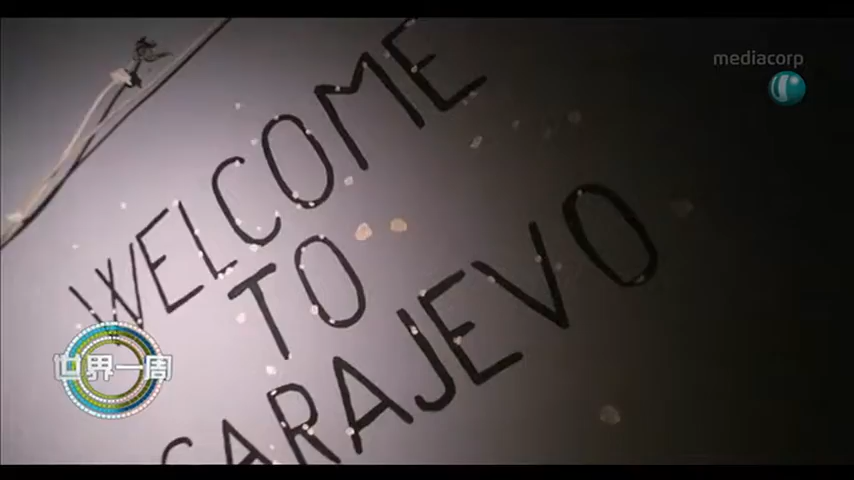 mediacorp
WELCOME
TO
SARAJEVO
世界一周